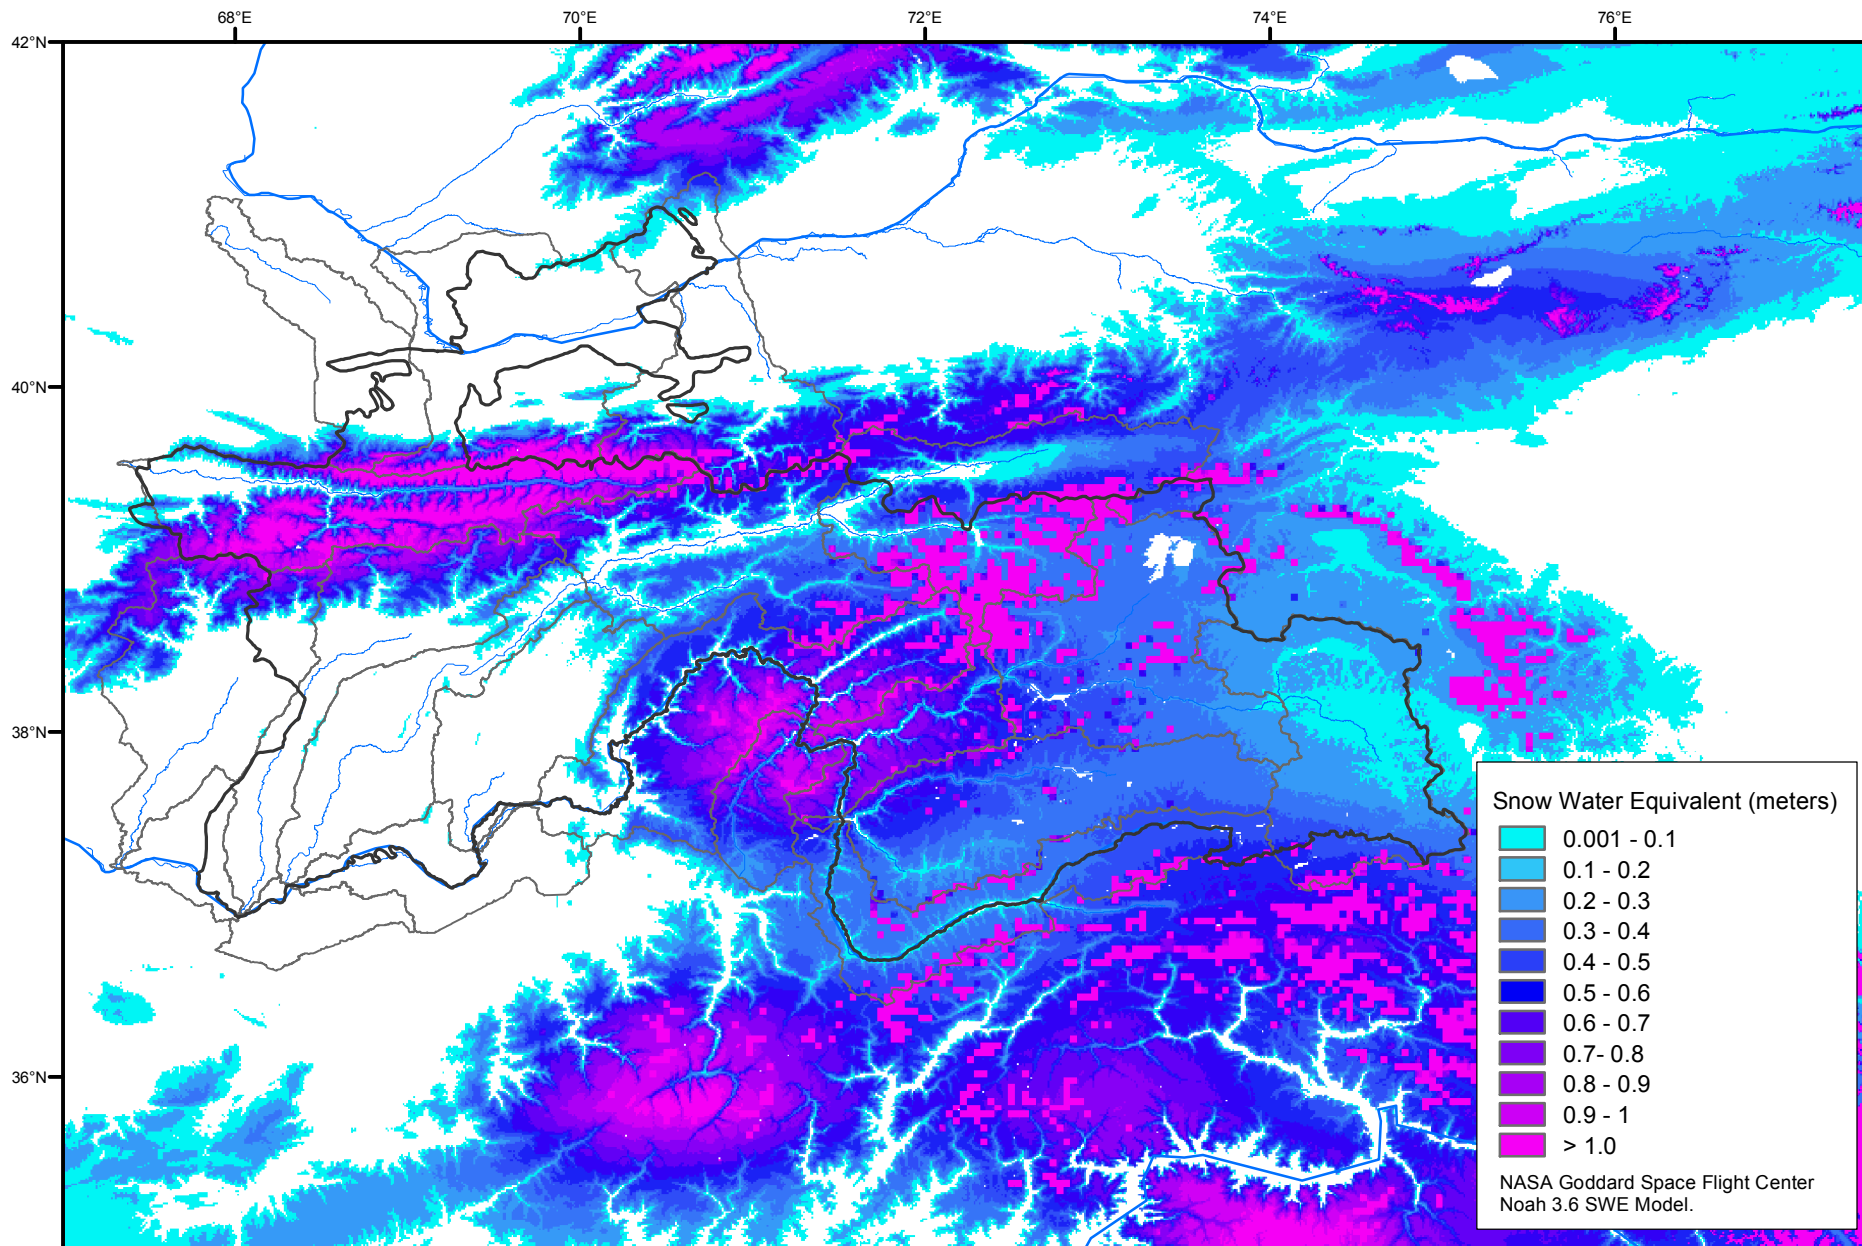 68°E
70°E
72°E
74°E
76°E
42°N
40°N
38°N
36°N
Snow Water Equivalent (meters)
0.001 - 0.1
0.1 - 0.2
0.2 - 0.3
0.3 - 0.4
0.4 - 0.5
0.5 - 0.6
0.6 - 0.7
0.7- 0.8
0.8 - 0.9
0.9 - 1
> 1.0
NASA Goddard Space Flight Center
Noah 3.6 SWE Model.